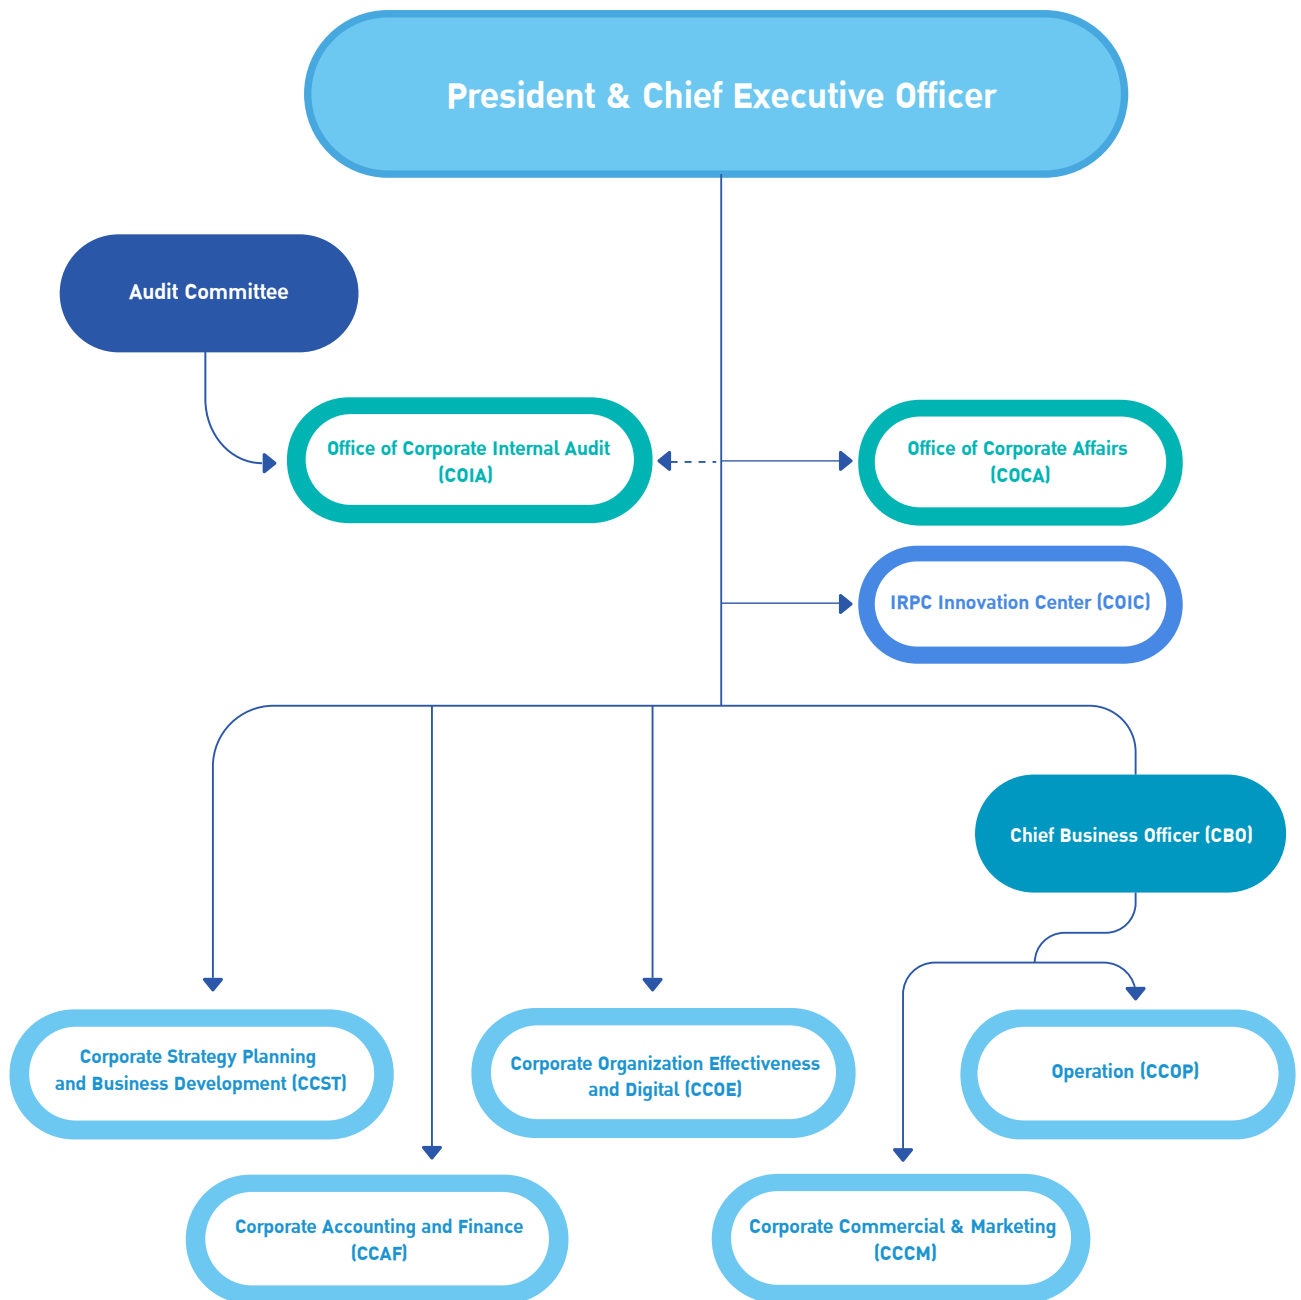 President & Chief Executive Officer
Audit Committee
Office of Corporate Internal Audit
(COIA)
Office of Corporate Affairs
(COCA)
IRPC Innovation Center (COIC)
Chief Business Officer (CBO)
Corporate Strategy Planning
and Business Development (CCST)
Corporate Organization Effectiveness
and Digital (CCOE)
Operation (CCOP)
Corporate Accounting and Finance
(CCAF)
Corporate Commercial & Marketing
(CCCM)